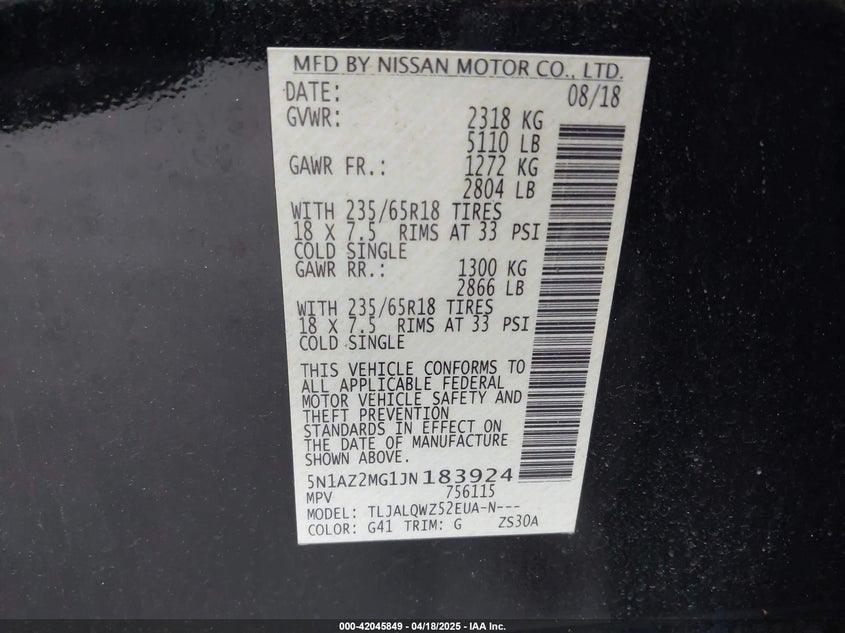 MFD BY NISSAN MOTOR CO., LTD.
DATE: 08/18
GVWR: 2318 KG
5110 LB
GAWR FR.: 1272 KG
2804 LB
WITH 235/65R18 TIRES
18 X 7.5 RIMS AT 33 PSI
COLD SINGLE
GAWR RR.: 1300 KG
2866 LB
WITH 235/65R18 TIRES
18 X 7.5 RIMS AT 33 PSI
COLD SINGLE
THIS VEHICLE CONFORMS TO
ALL APPLICABLE FEDERAL
MOTOR VEHICLE SAFETY AND
THEFT PREVENTION
STANDARDS IN EFFECT ON
THE DATE OF MANUFACTURE
SHOWN ABOVE.
5N1AZ2MG1JN183924
MPV 756115
MODEL: TLJALQWZ52EUA-N---
COLOR: G41 TRIM: G ZS30A
000-42045849 - 04/18/2025 - IAA Inc.